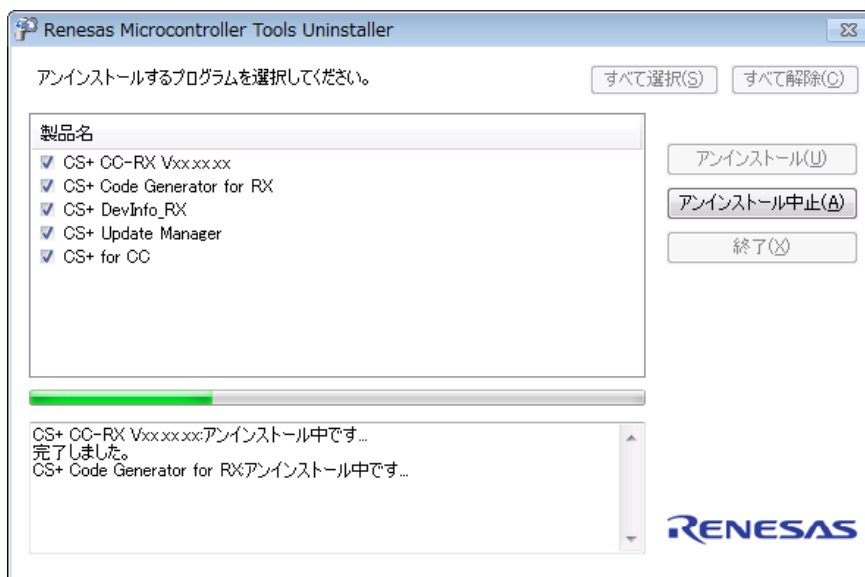 Renesas Microcontroller Tools Uninstaller
アンインストールするプログラムを選択してください。
すべて選択(S)
すべて解除(C)
製品名
CS+ CC-RX Vxx.xx.xx
CS+ Code Generator for RX
CS+ DevInfo_RX
CS+ Update Manager
CS+ for CC
アンインストール(U)
アンインストール中止(A)
終了(X)
CS+ CC-RX Vxx.xx.xx:アンインストール中です...
完了しました。
CS+ Code Generator for RX:アンインストール中です...
RENESAS